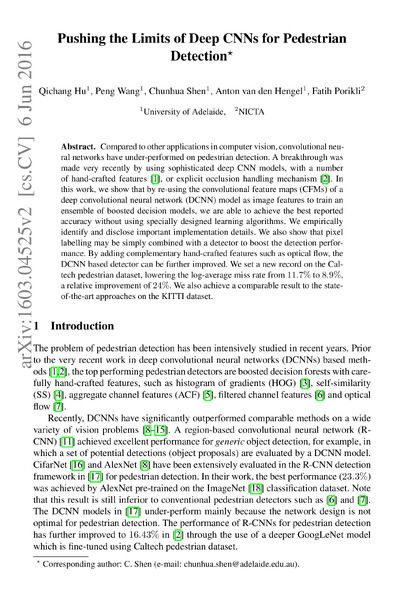 Pushing the Limits of Deep CNNs for Pedestrian
Detection⋆
Qichang Hu1, Peng Wang1, Chunhua Shen1, Anton van den Hengel1, Fatih Porikli2
1University of Adelaide, 2NICTA
Abstract. Compared to other applications in computer vision, convolutional neu-
ral networks have under-performed on pedestrian detection. A breakthrough was
made very recently by using sophisticated deep CNN models, with a number
of hand-crafted features [1], or explicit occlusion handling mechanism [2]. In
this work, we show that by re-using the convolutional feature maps (CFMs) of a
deep convolutional neural network (DCNN) model as image features to train an
ensemble of boosted decision models, we are able to achieve the best reported
accuracy without using specially designed learning algorithms. We empirically
identify and disclose important implementation details. We also show that pixel
labelling may be simply combined with a detector to boost the detection perfor-
mance. By adding complementary hand-crafted features such as optical flow, the
DCNN based detector can be further improved. We set a new record on the Cal-
tech pedestrian dataset, lowering the log-average miss rate from 11.7% to 8.9%,
a relative improvement of 24%. We also achieve a comparable result to the state-
of-the-art approaches on the KITTI dataset.
1 Introduction
The problem of pedestrian detection has been intensively studied in recent years. Prior
to the very recent work in deep convolutional neural networks (DCNNs) based meth-
ods [1,2], the top performing pedestrian detectors are boosted decision forests with care-
fully hand-crafted features, such as histogram of gradients (HOG) [3], self-similarity
(SS) [4], aggregate channel features (ACF) [5], filtered channel features [6] and optical
flow [7].
Recently, DCNNs have significantly outperformed comparable methods on a wide
variety of vision problems [8–15]. A region-based convolutional neural network (R-
CNN) [11] achieved excellent performance for generic object detection, for example, in
which a set of potential detections (object proposals) are evaluated by a DCNN model.
CifarNet [16] and AlexNet [8] have been extensively evaluated in the R-CNN detection
framework in [17] for pedestrian detection. In their work, the best performance (23.3%)
was achieved by AlexNet pre-trained on the ImageNet [18] classification dataset. Note
that this result is still inferior to conventional pedestrian detectors such as [6] and [7].
The DCNN models in [17] under-perform mainly because the network design is not
optimal for pedestrian detection. The performance of R-CNNs for pedestrian detection
has further improved to 16.43% in [2] through the use of a deeper GoogLeNet model
which is fine-tuned using Caltech pedestrian dataset.
⋆ Corresponding author: C. Shen (e-mail: chunhua.shen@adelaide.edu.au).
arXiv:1603.04525v2 [cs.CV] 6 Jun 2016